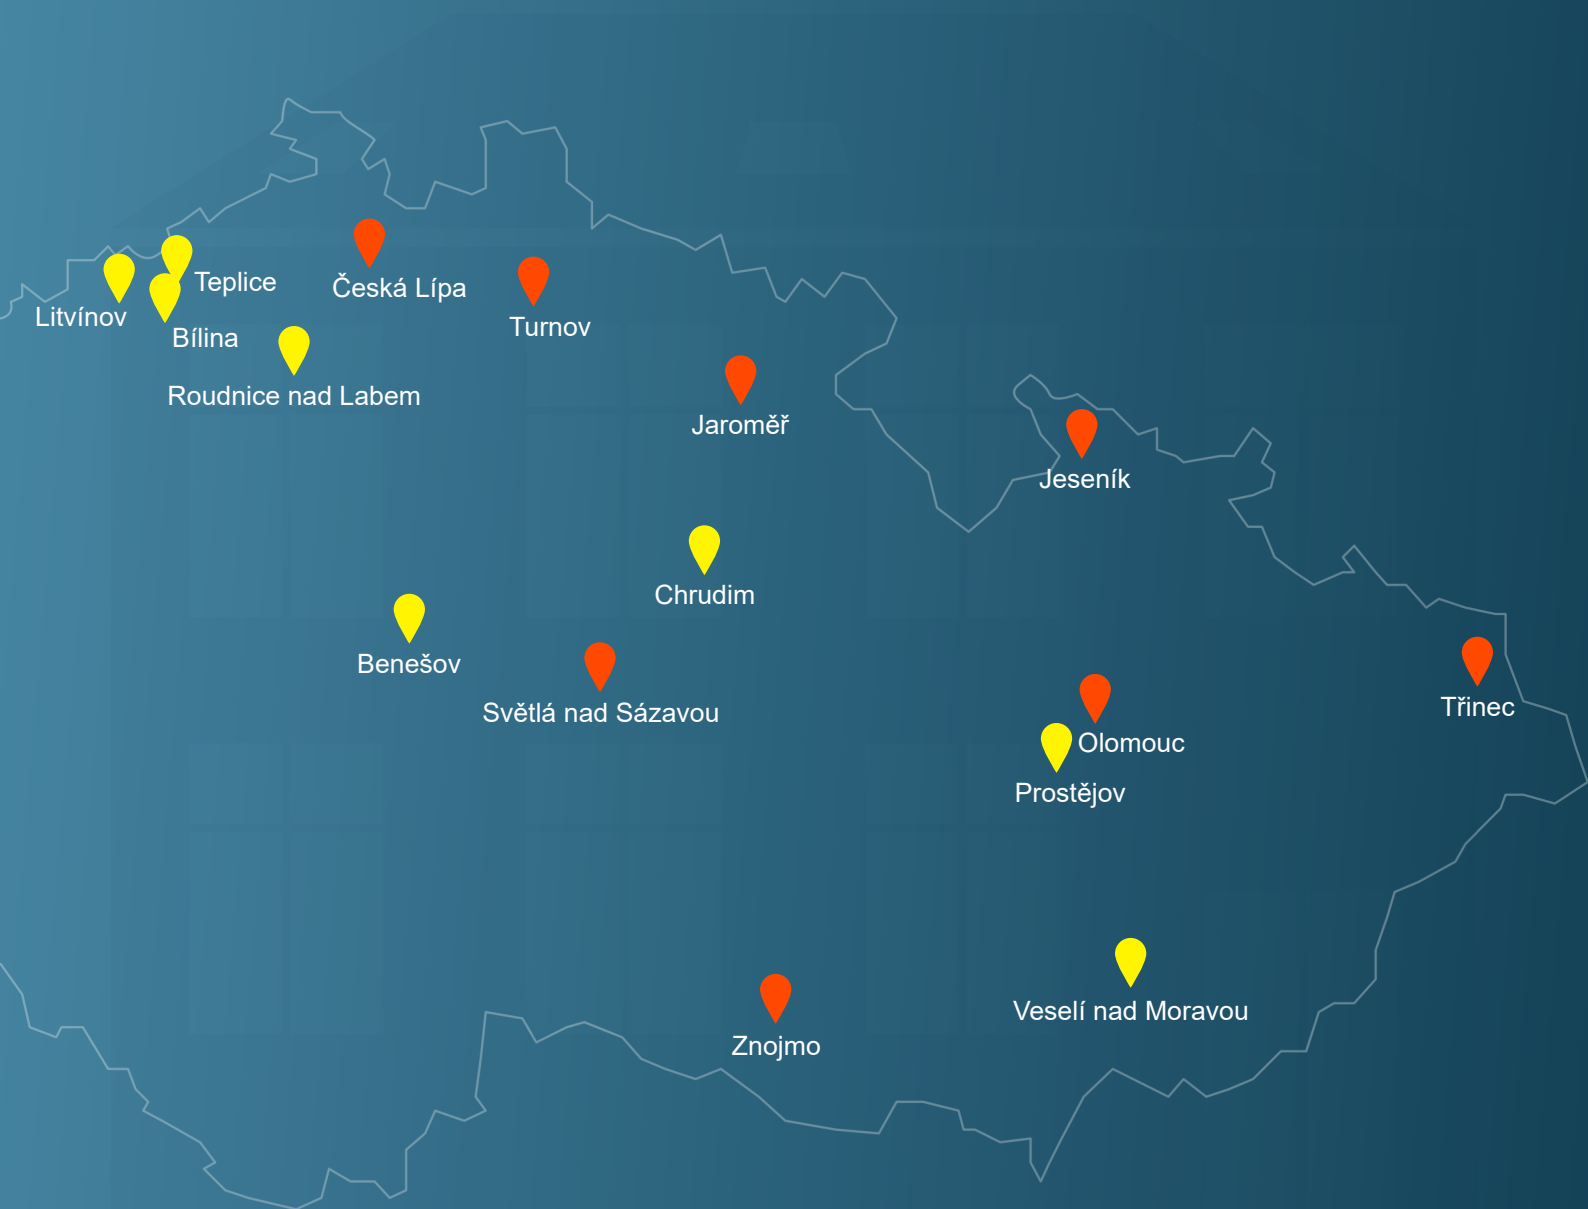 Teplice
Česká Lípa
Litvínov
Turnov
Bílina
Roudnice nad Labem
Jaroměř
Jeseník
Chrudim
Benešov
Světlá nad Sázavou
Třinec
Olomouc
Prostějov
Veselí nad Moravou
Znojmo